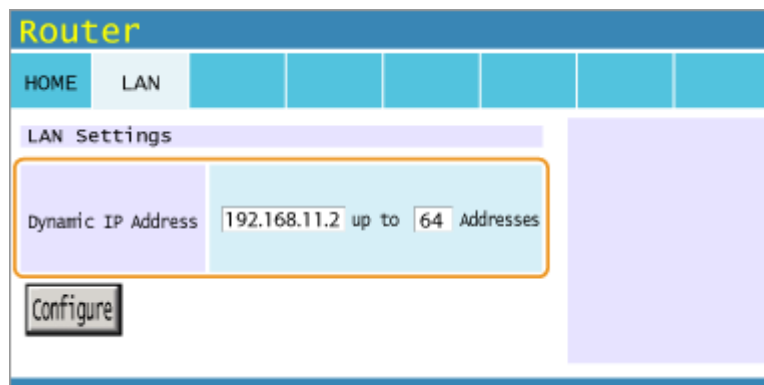 Router
HOME LAN
LAN Settings
Dynamic IP Address 192.168.11.2 up to 64 Addresses
Configure